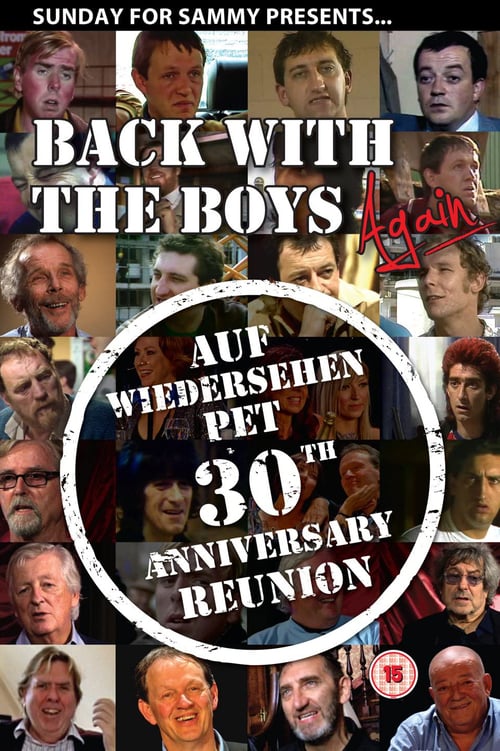 SUNDAY FOR SAMMY PRESENTS...
BACK WITH
THE BOYS
Again
AUF
WIEDERSEHEN
PET
30TH
ANNIVERSARY
REUNION
15